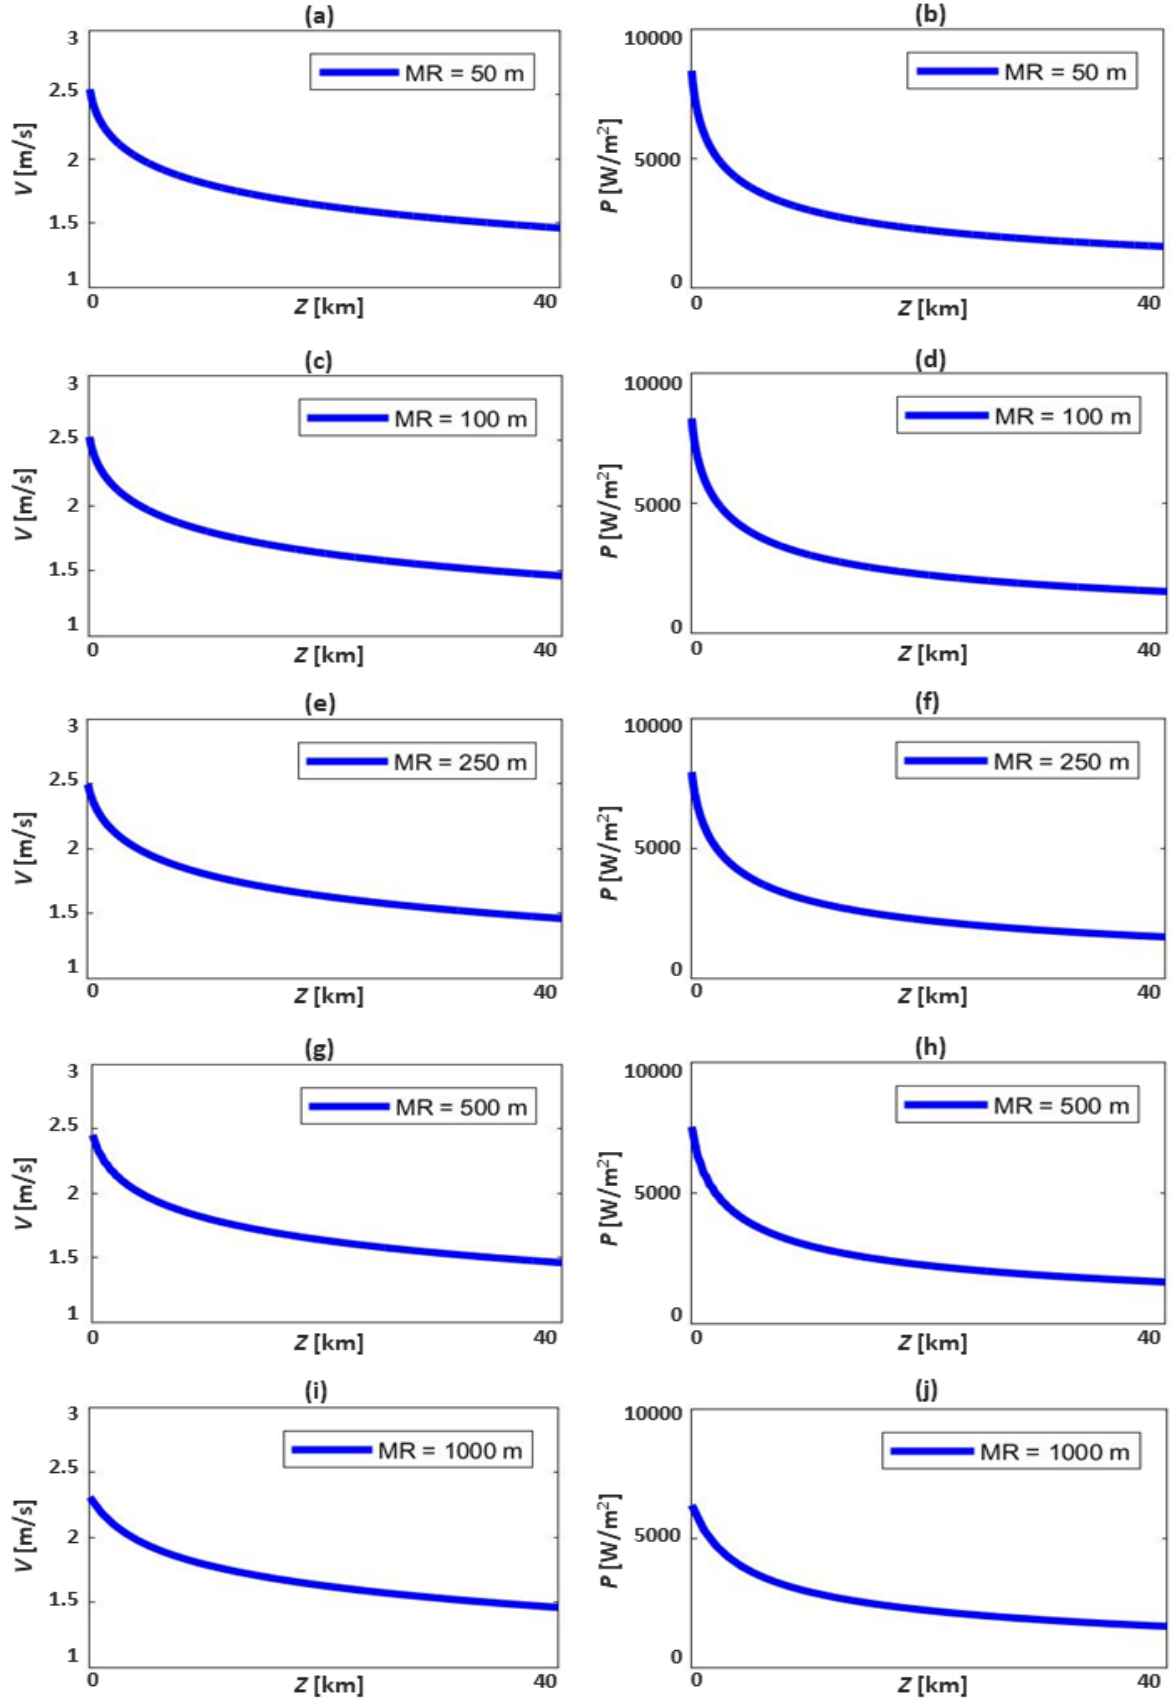 (a)
3
2.5
2
1.5
1
V [m/s]
MR = 50 m
0
Z [km]
40
(b)
10000
5000
0
P [W/m²]
MR = 50 m
0
Z [km]
40
(c)
3
2.5
2
1.5
1
V [m/s]
MR = 100 m
0
Z [km]
40
(d)
10000
5000
0
P [W/m²]
MR = 100 m
0
Z [km]
40
(e)
3
2.5
2
1.5
1
V [m/s]
MR = 250 m
0
Z [km]
40
(f)
10000
5000
0
P [W/m²]
MR = 250 m
0
Z [km]
40
(g)
3
2.5
2
1.5
1
V [m/s]
MR = 500 m
0
Z [km]
40
(h)
10000
5000
0
P [W/m²]
MR = 500 m
0
Z [km]
40
(i)
3
2.5
2
1.5
1
V [m/s]
MR = 1000 m
0
Z [km]
40
(j)
10000
5000
0
P [W/m²]
MR = 1000 m
0
Z [km]
40